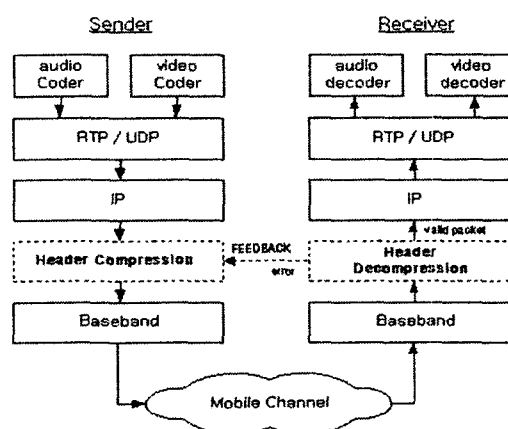 Sender
Receiver
audio
Coder
video
Coder
audio
decoder
video
decoder
RTP / UDP
RTP / UDP
IP
IP
valid packet
Header Compression
FEEDBACK
error
Header
Decompression
Baseband
Baseband
Mobile Channel